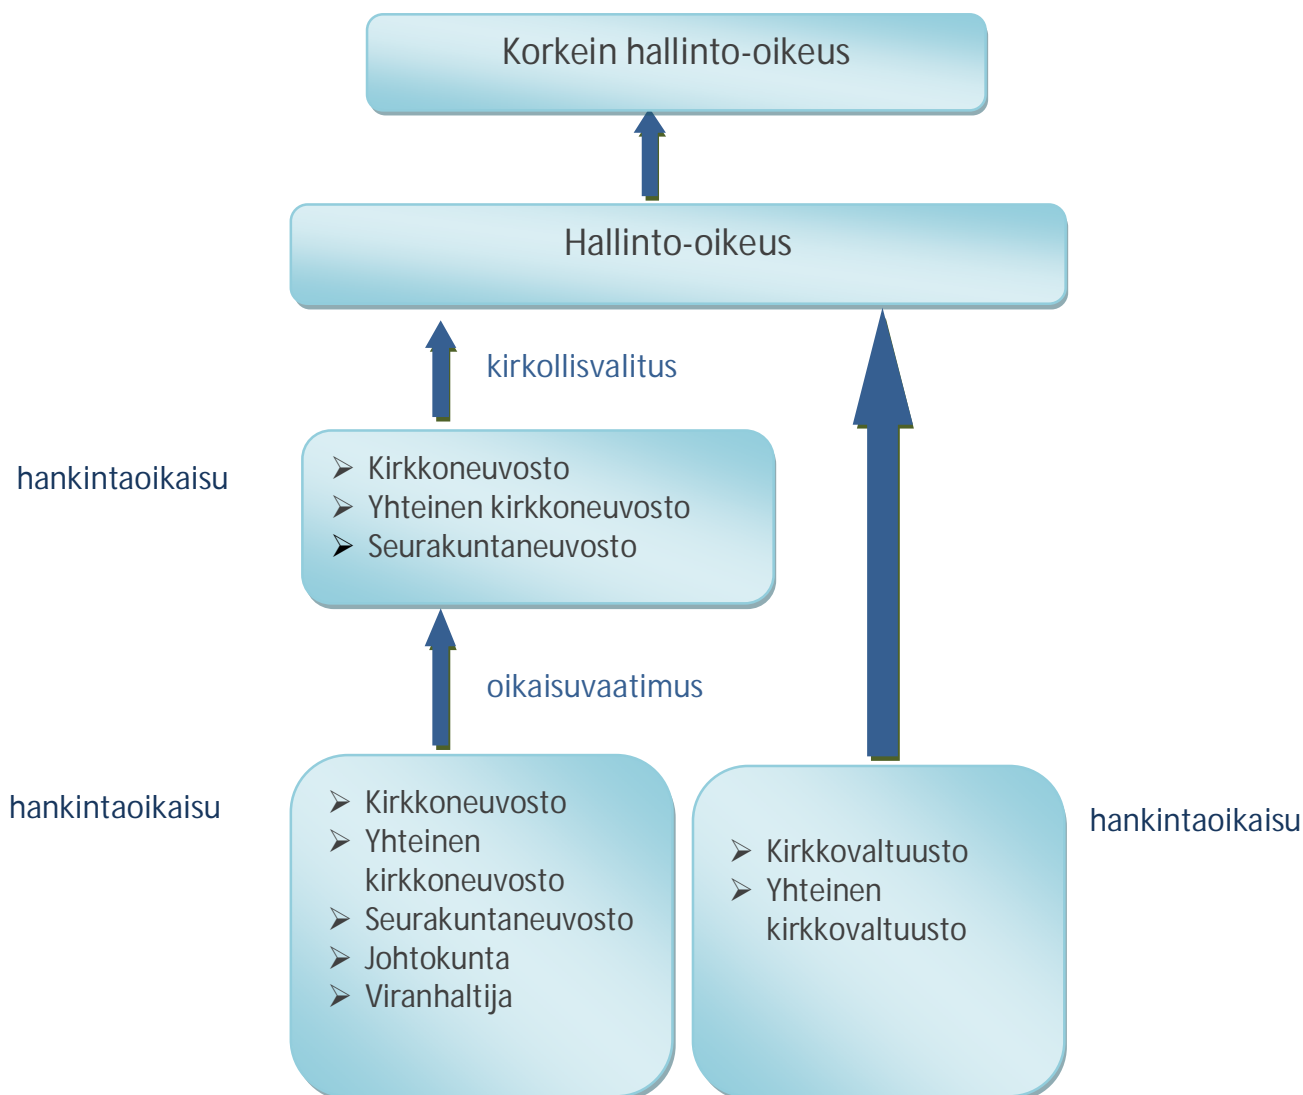 Korkein hallinto-oikeus
Hallinto-oikeus
kirkollisvalitus
hankintaoikaisu
➢ Kirkkoneuvosto
➢ Yhteinen kirkkoneuvosto
➢ Seurakuntaneuvosto
oikaisuvaatimus
hankintaoikaisu
➢ Kirkkoneuvosto
➢ Yhteinen
kirkkoneuvosto
➢ Seurakuntaneuvosto
➢ Johtokunta
➢ Viranhaltija
➢ Kirkkovaltuusto
➢ Yhteinen
kirkkovaltuusto
hankintaoikaisu